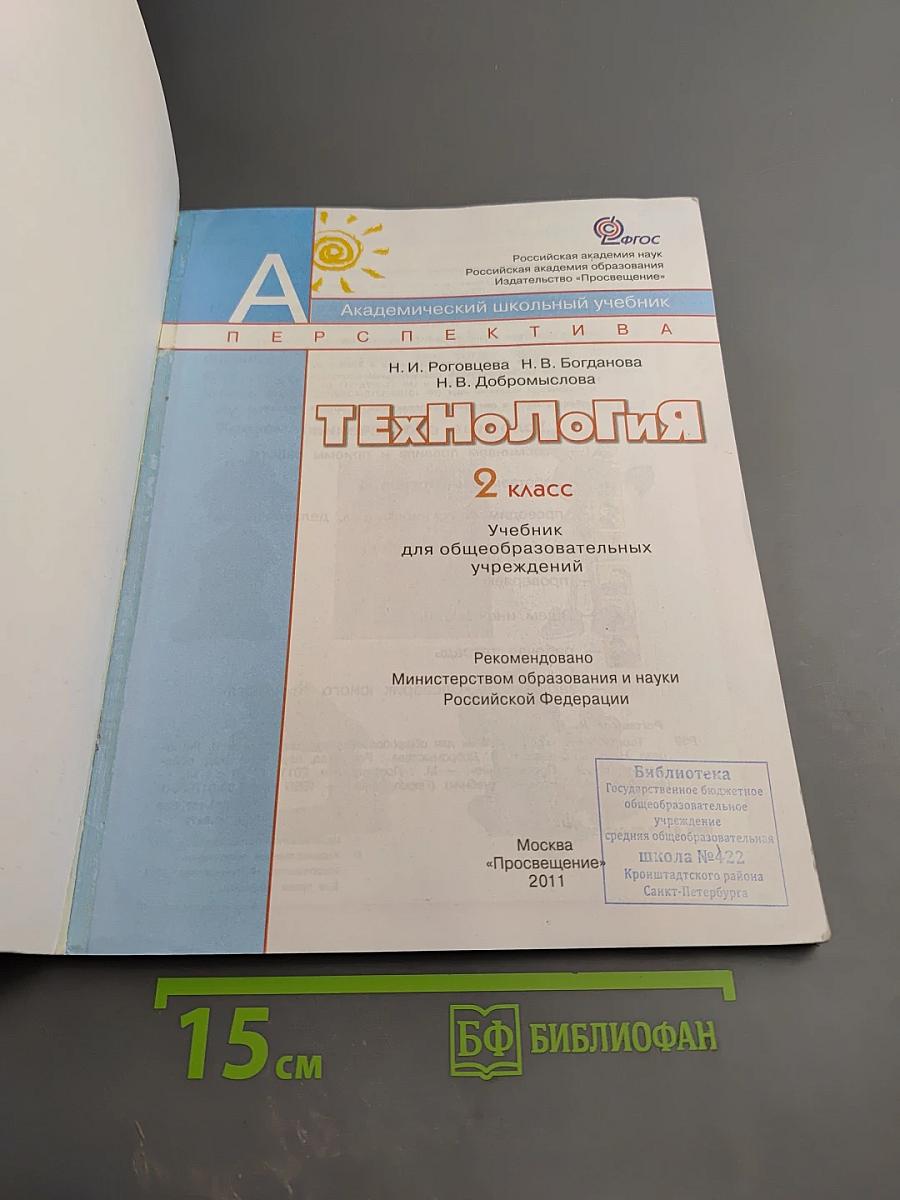 ФГОС
Российская академия наук
Российская академия образования
Издательство «Просвещение»
А
Академический школьный учебник
ПЕРСПЕКТИВА
Н. И. Роговцева Н. В. Богданова
Н. В. Добромыслова
ТЕхНоЛоГиЯ
2 класс
Учебник
для общеобразовательных
учреждений
Рекомендовано
Министерством образования и науки
Российской Федерации
Москва
«Просвещение»
2011
Библиотека
Государственное бюджетное
общеобразовательное
учреждение
средняя общеобразовательная
школа №422
Кронштадтского района
Санкт-Петербурга
15 см
БФ БИБЛИОФАН